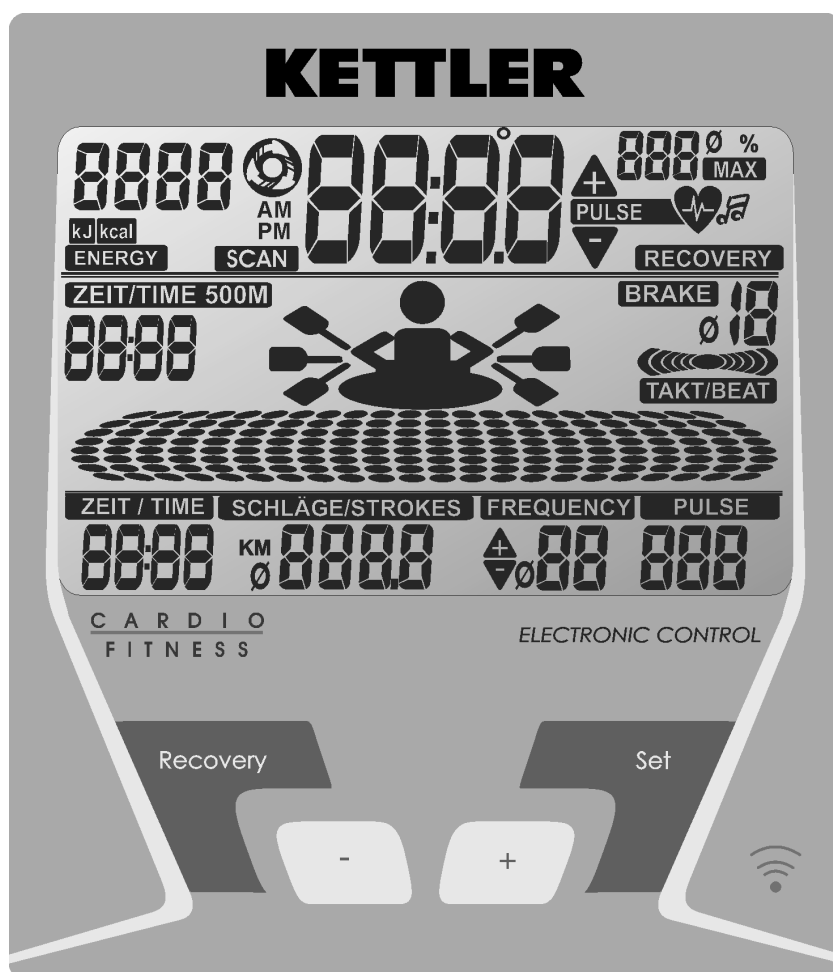 KETTLER
8888 88:8.8° 888 Ø %
MAX
AM
PM
PULSE
kJ kcal
ENERGY SCAN RECOVERY
ZEIT/TIME 500M BRAKE
88:88 Ø 18
TAKT/BEAT
ZEIT / TIME SCHLÄGE/STROKES FREQUENCY PULSE
88:88 KM Ø 888.8 + - Ø 88 888
CARDIO
FITNESS
ELECTRONIC CONTROL
Recovery Set
- +